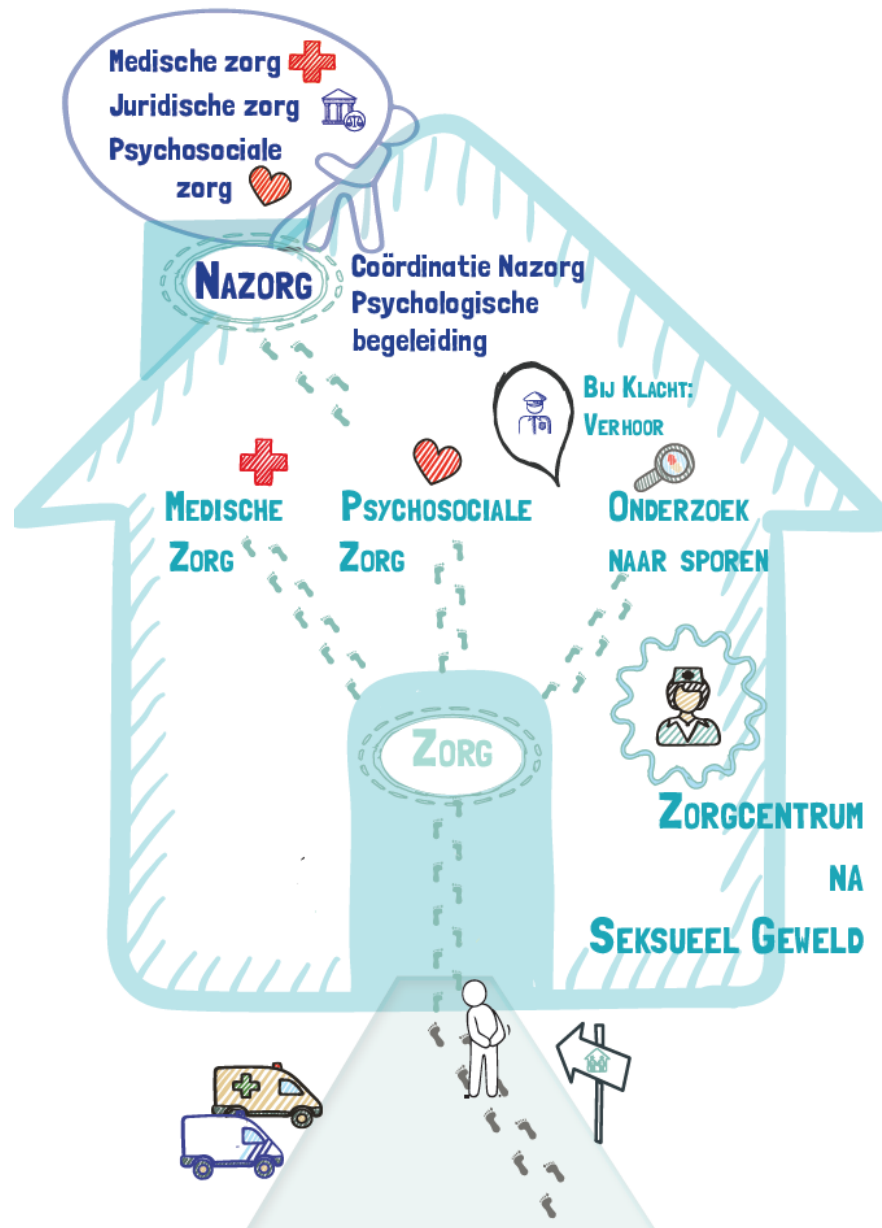 Medische zorg
Juridische zorg
Psychosociale
zorg
NAZORG
Coördinatie Nazorg
Psychologische
begeleiding
BIJ KLACHT:
VERHOOR
MEDISCHE
ZORG
PSYCHOSOCIALE
ZORG
ONDERZOEK
NAAR SPOREN
ZORG
ZORGCENTRUM
NA
SEKSUEEL GEWELD